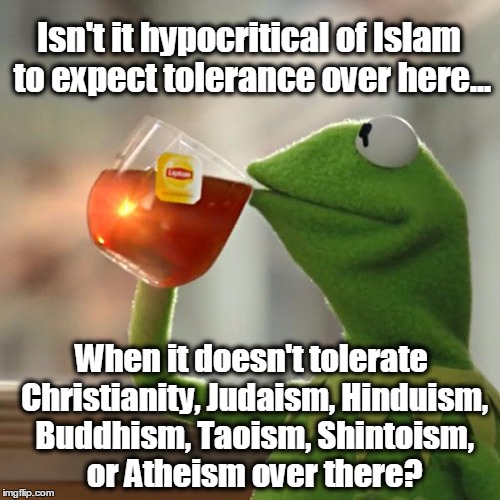 Isn't it hypocritical of Islam
to expect tolerance over here...
Lipton
When it doesn't tolerate
Christianity, Judaism, Hinduism,
Buddhism, Taoism, Shintoism,
or Atheism over there?
imgflip.com